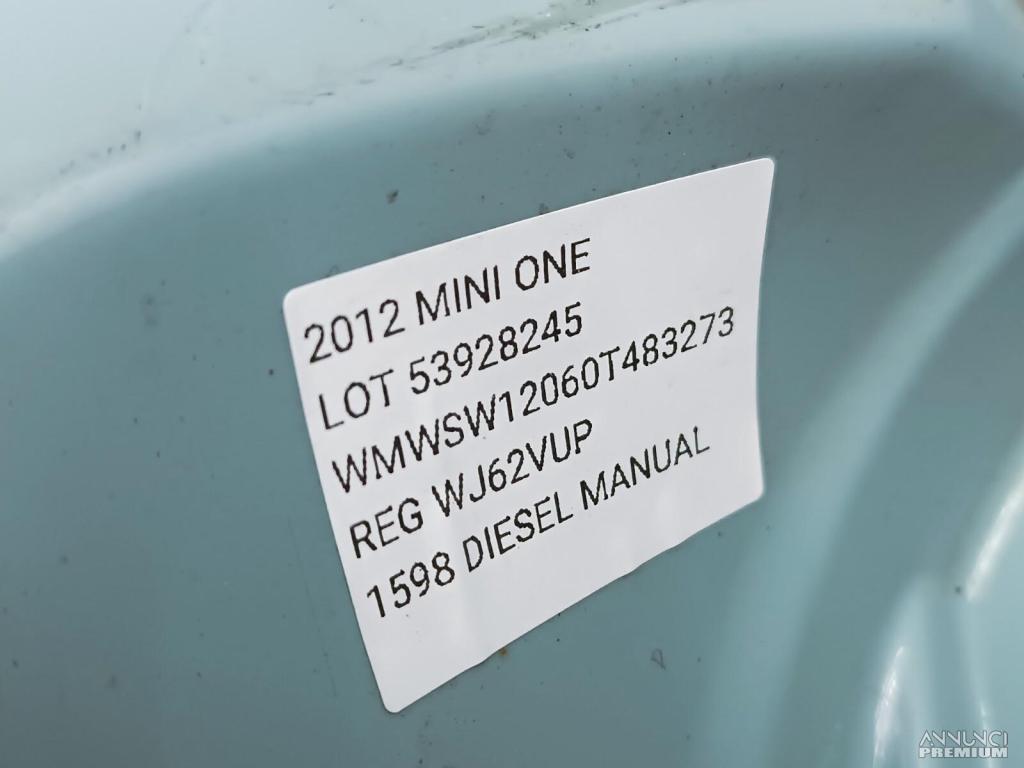 2012 MINI ONE
LOT 53928245
WMWSW12060T483273
REG WJ62VUP
1598 DIESEL MANUAL
ANNUNCI
PREMIUM